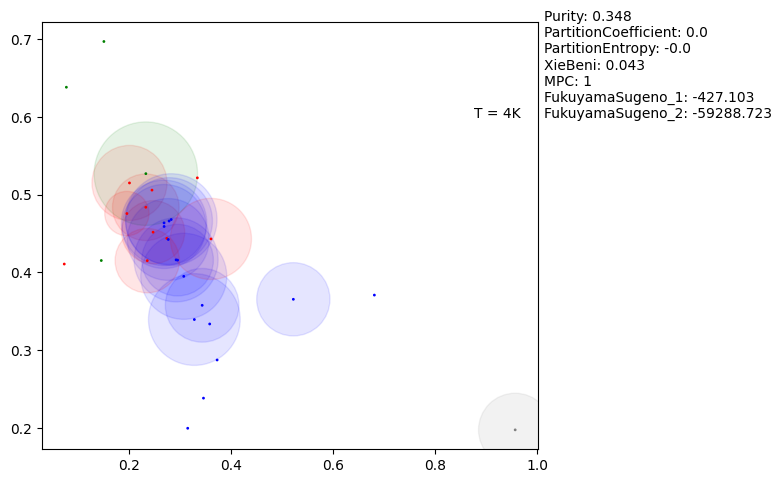 Purity: 0.348
PartitionCoefficient: 0.0
PartitionEntropy: -0.0
XieBeni: 0.043
MPC: 1
FukuyamaSugeno_1: -427.103
FukuyamaSugeno_2: -59288.723
T = 4K
0.7
0.6
0.5
0.4
0.3
0.2
0.2 0.4 0.6 0.8 1.0